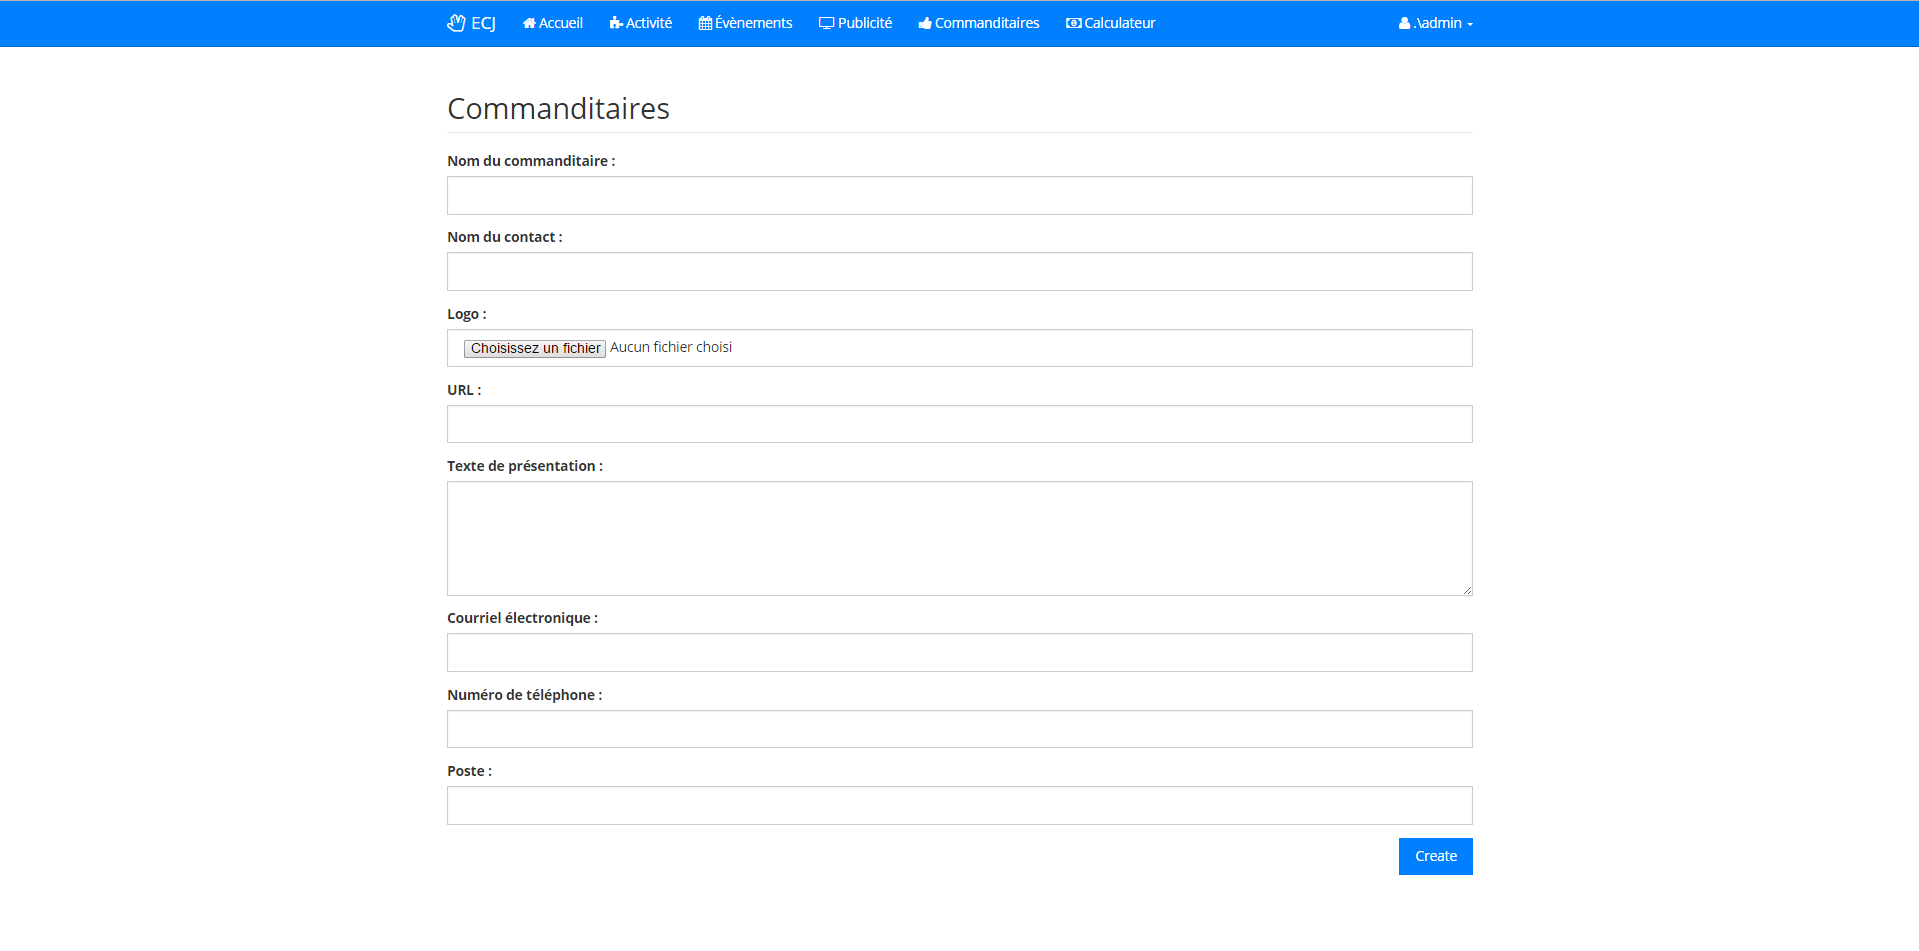 ECJ Accueil Activité Évènements Publicité Commanditaires Calculateur .\admin
Commanditaires
Nom du commanditaire :
Nom du contact :
Logo :
Choisissez un fichier Aucun fichier choisi
URL :
Texte de présentation :
Courriel électronique :
Numéro de téléphone :
Poste :
Create